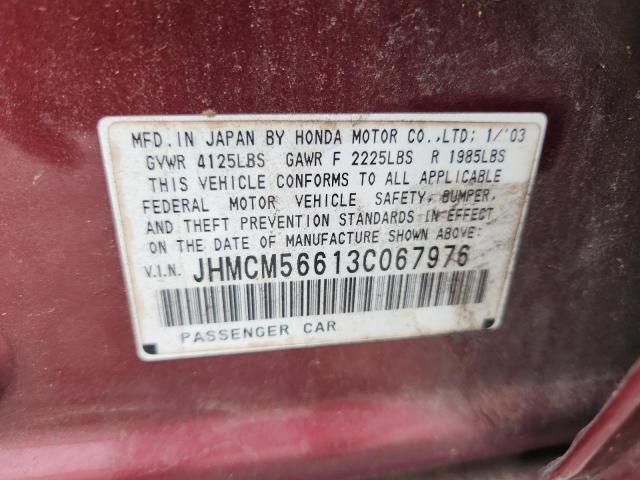 MFD. IN JAPAN BY HONDA MOTOR CO.,LTD; 1/'03
GVWR 4125LBS GAWR F 2225LBS R 1985LBS
THIS VEHICLE CONFORMS TO ALL APPLICABLE
FEDERAL MOTOR VEHICLE SAFETY, BUMPER,
AND THEFT PREVENTION STANDARDS IN EFFECT
ON THE DATE OF MANUFACTURE SHOWN ABOVE:
V.I.N. JHMCM56613C067976
PASSENGER CAR